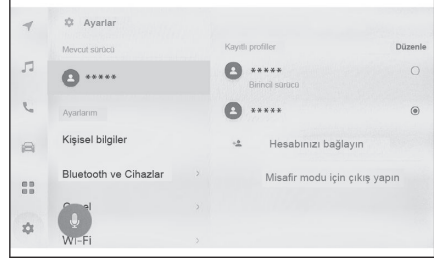 Ayarlar
Mevcut sürücü
*****
Ayarlarım
Kişisel bilgiler
Bluetooth ve Cihazlar
Genel
Wi-Fi
Kayıtlı profiller
Düzenle
*****
Birincil sürücü
*****
Hesabınızı bağlayın
Misafir modu için çıkış yapın